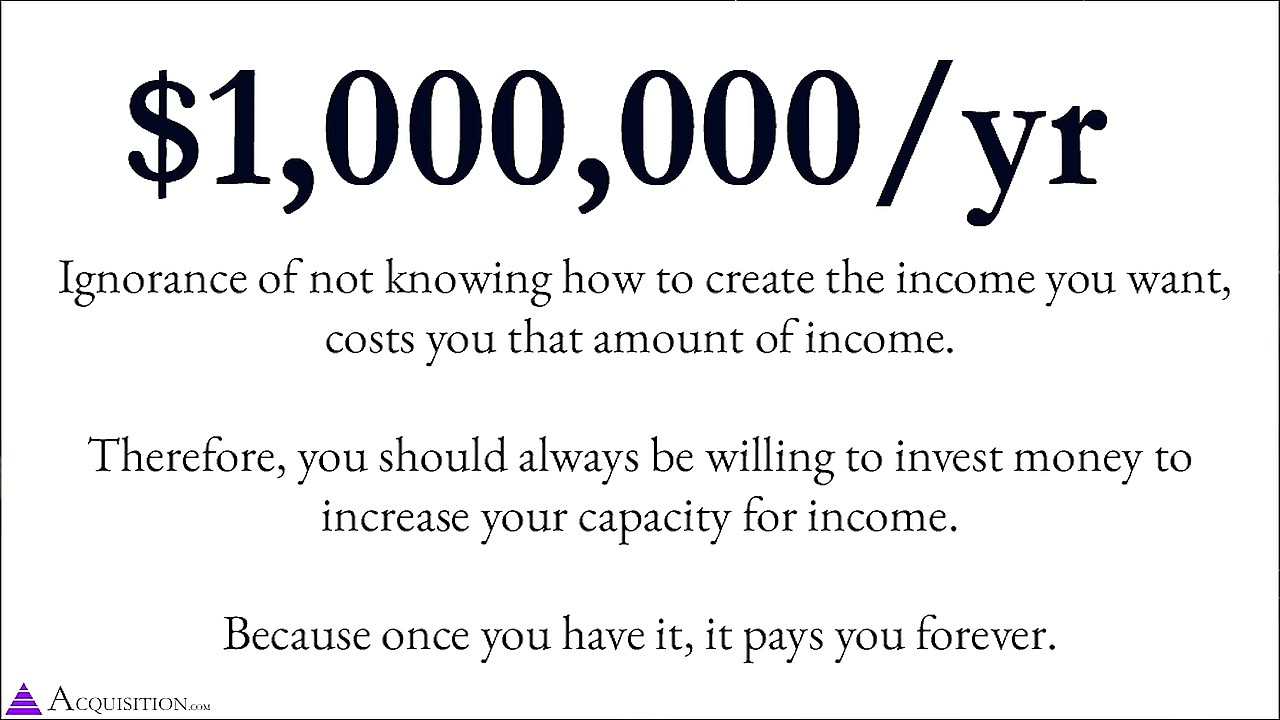 $1,000,000/yr
Ignorance of not knowing how to create the income you want,
costs you that amount of income.
Therefore, you should always be willing to invest money to
increase your capacity for income.
Because once you have it, it pays you forever.
ACQUISITION.COM